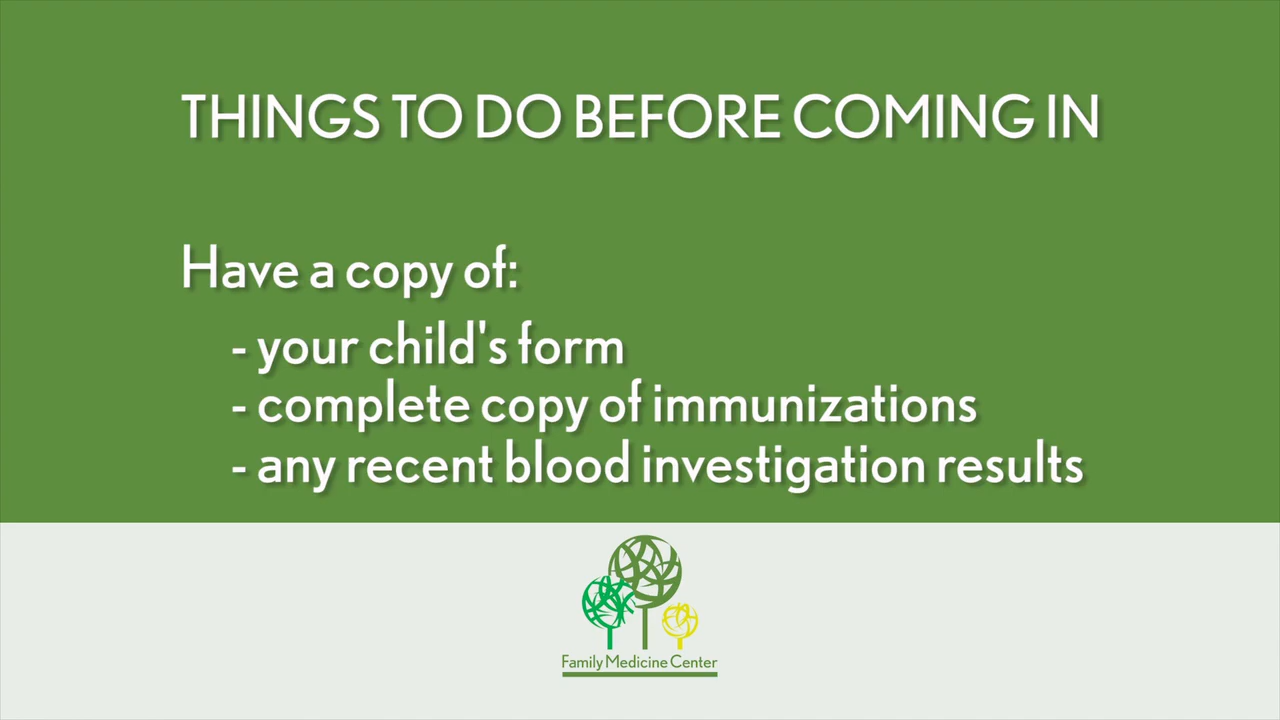 THINGS TO DO BEFORE COMING IN
Have a copy of:
- your child's form
- complete copy of immunizations
- any recent blood investigation results
Family Medicine Center